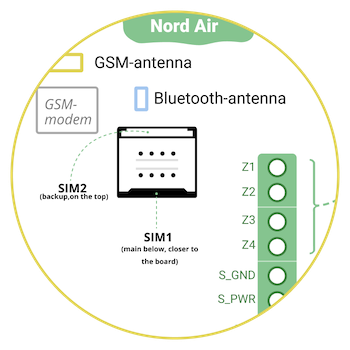 Nord Air
GSM-antenna
Bluetooth-antenna
GSM-
modem
SIM2
(backup,on the top)
SIM1
(main below, closer to
the board)
Z1
Z2
Z3
Z4
S_GND
S_PWR